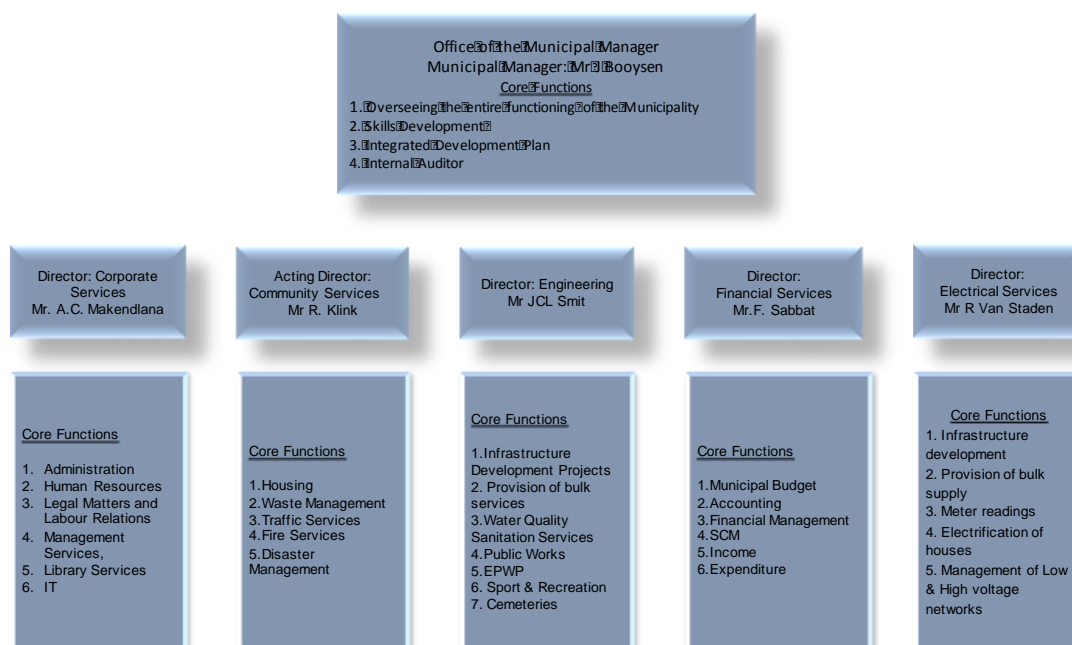 Office of the Municipal Manager
Municipal Manager: Mr J Booysen
Core Functions
1. Overseeing the entire functioning of the Municipality
2. Skills Development
3. Integrated Development Plan
4. Internal Auditor
Director: Corporate
Services
Mr. A.C. Makendlana
Acting Director:
Community Services
Mr R. Klink
Director: Engineering
Mr JCL Smit
Director:
Financial Services
Mr.F. Sabbat
Director:
Electrical Services
Mr R Van Staden
Core Functions
1. Administration
2. Human Resources
3. Legal Matters and
Labour Relations
4. Management
Services,
5. Library Services
6. IT
Core Functions
1.Housing
2.Waste Management
3.Traffic Services
4.Fire Services
5.Disaster
Management
Core Functions
1.Infrastructure
Development Projects
2. Provision of bulk
services
3.Water Quality
Sanitation Services
4.Public Works
5.EPWP
6. Sport & Recreation
7. Cemeteries
Core Functions
1.Municipal Budget
2.Accounting
3.Financial Management
4.SCM
5.Income
6.Expenditure
Core Functions
1. Infrastructure
development
2. Provision of bulk
supply
3. Meter readings
4. Electrification of
houses
5. Management of Low
& High voltage
networks